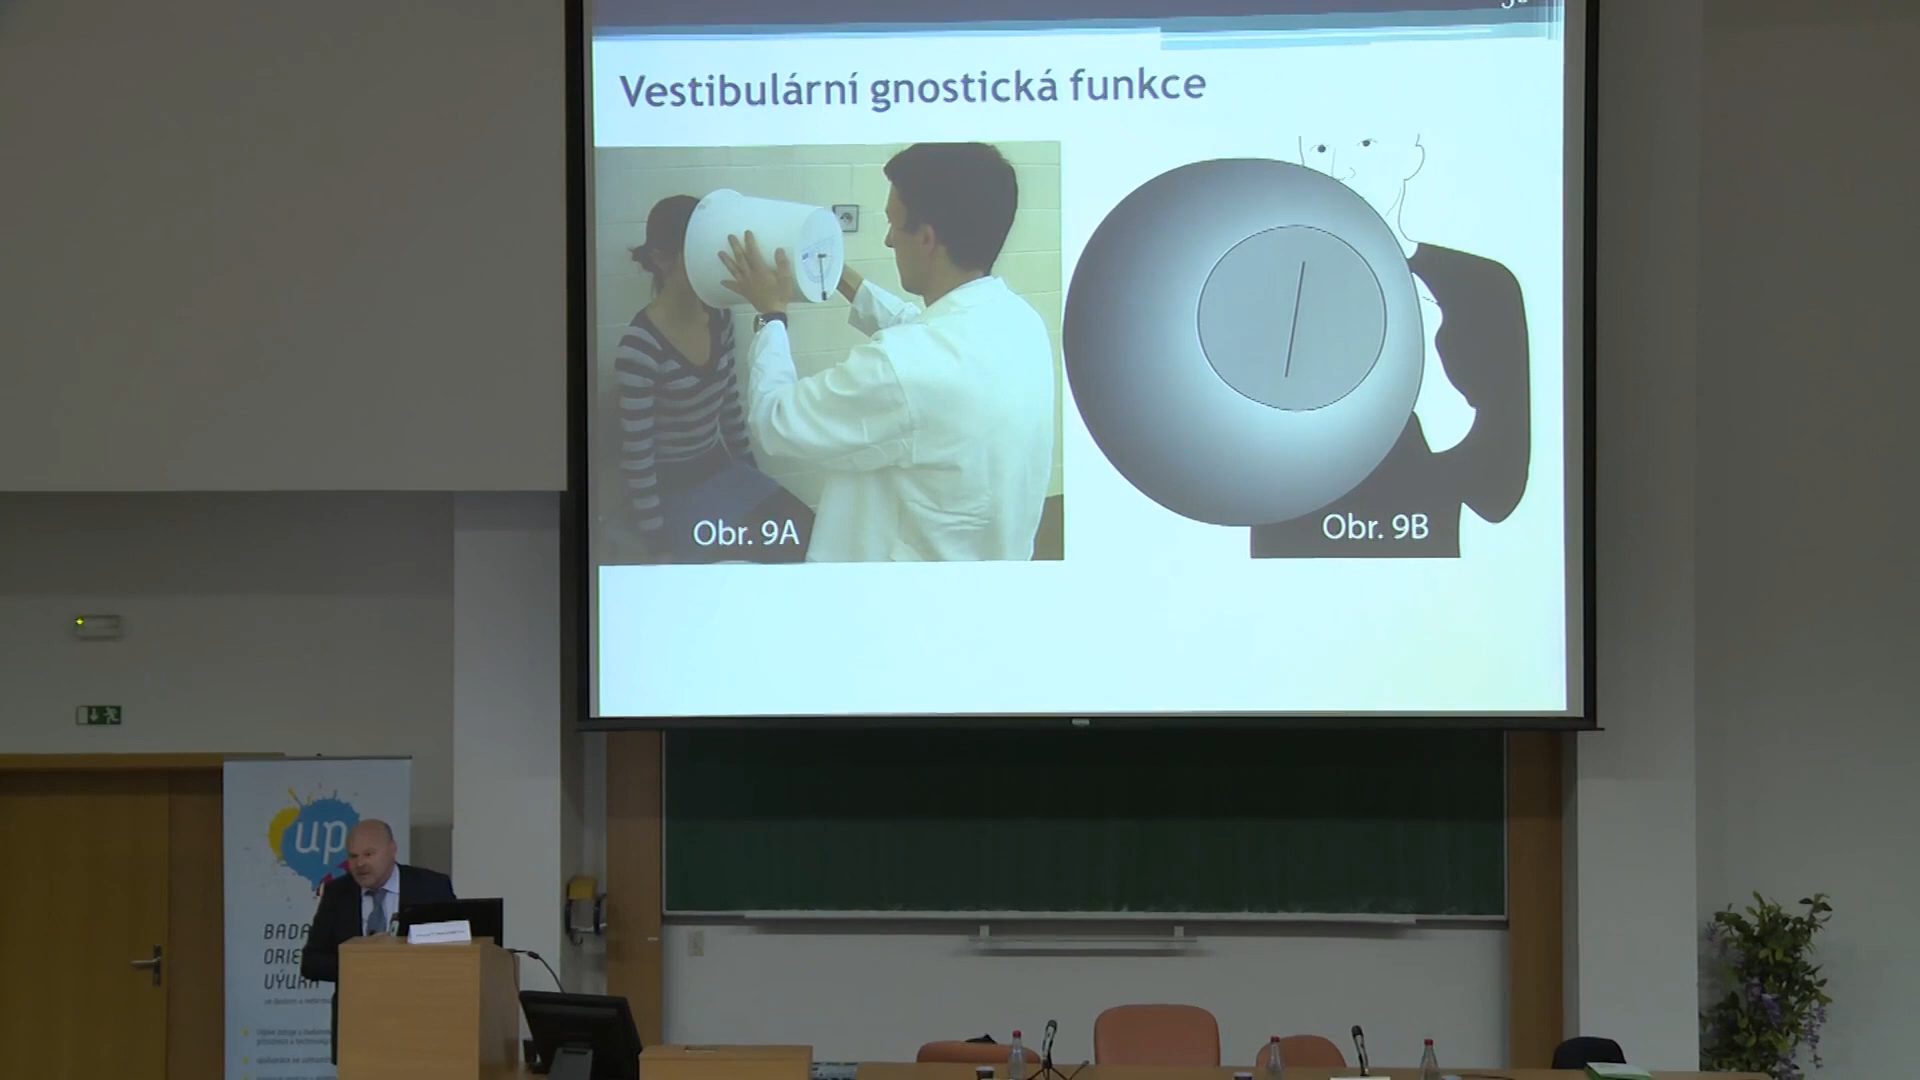 Vestibulární gnostická funkce
Obr. 9A
Obr. 9B
up
BADA
ORIE
VÝUKA